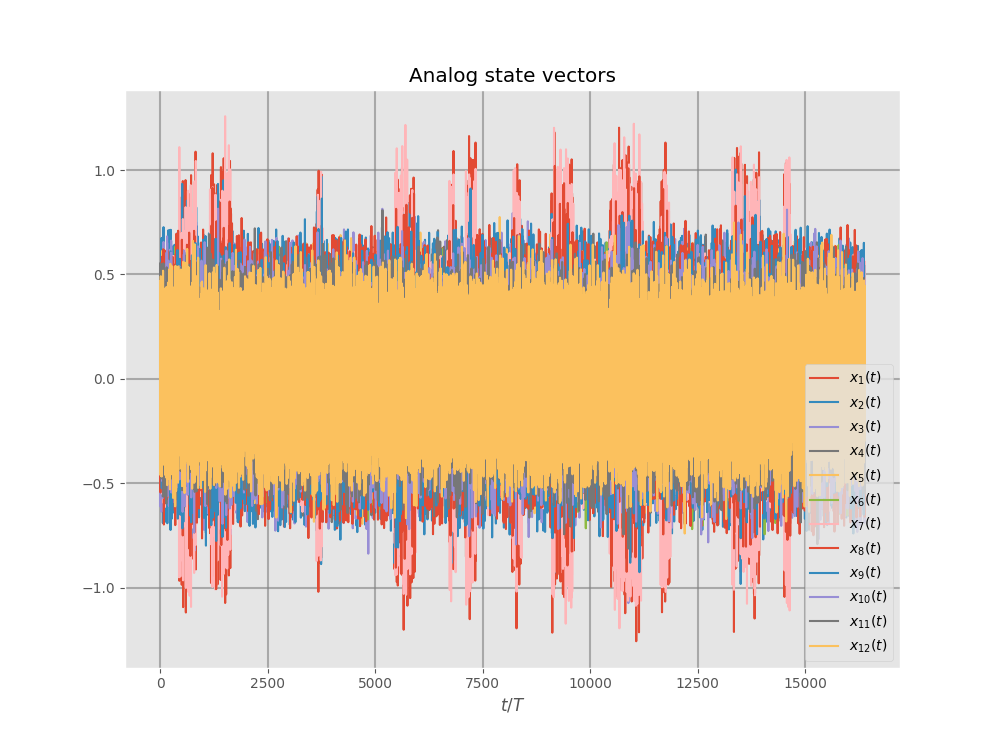 Analog state vectors
1.0
0.5
0.0
−0.5
−1.0
0 2500 5000 7500 10000 12500 15000
t/T
x₁(t)
x₂(t)
x₃(t)
x₄(t)
x₅(t)
x₆(t)
x₇(t)
x₈(t)
x₉(t)
x₁₀(t)
x₁₁(t)
x₁₂(t)